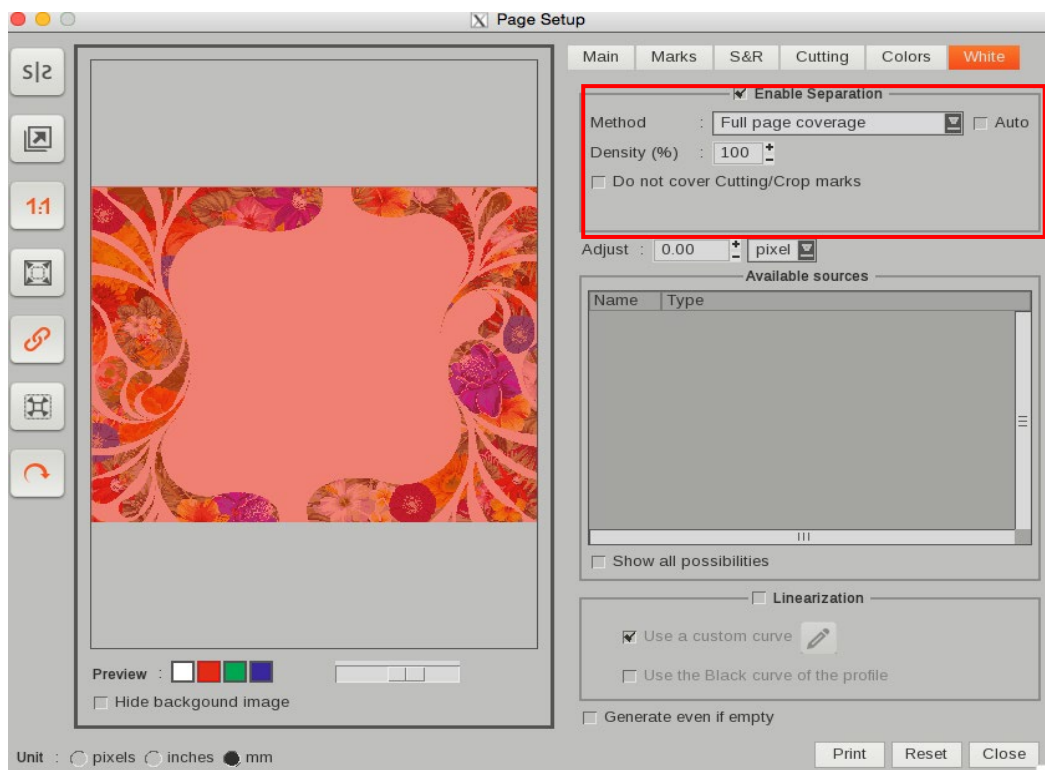 X Page Setup
S|S
1:1
Main Marks S&R Cutting Colors White
Enable Separation
Method : Full page coverage Auto
Density (%) : 100
Do not cover Cutting/Crop marks
Adjust : 0.00 pixel
Available sources
Name Type
Show all possibilities
Linearization
Use a custom curve
Use the Black curve of the profile
Generate even if empty
Preview :
Hide backgound image
Unit : pixels inches mm
Print Reset Close